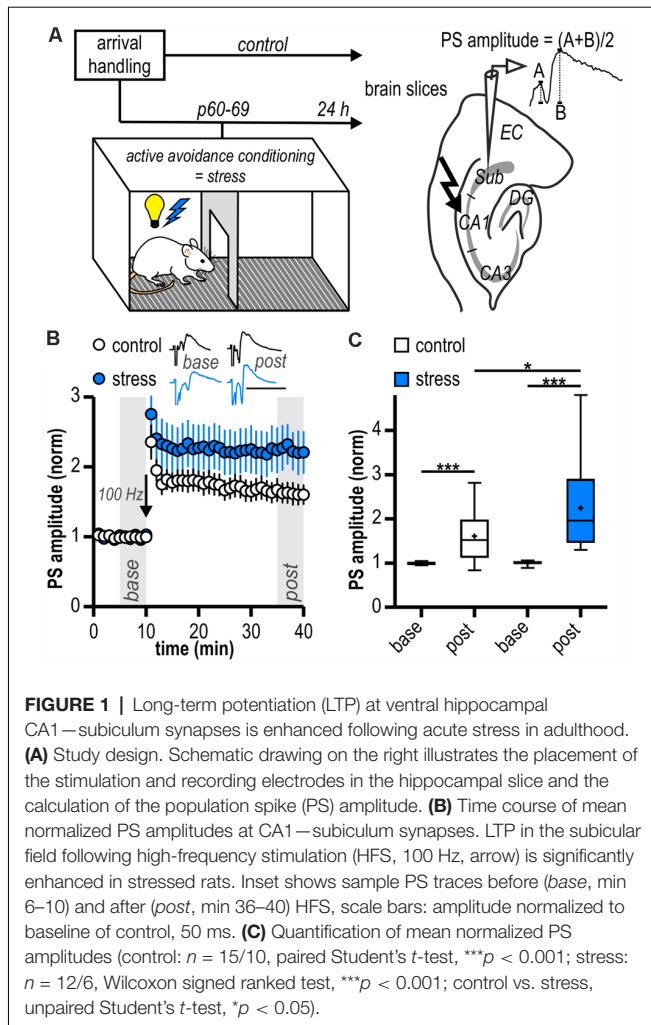 A
arrival
handling
control
p60-69
24 h
brain slices
active avoidance conditioning
= stress
PS amplitude = (A+B)/2
A
B
EC
Sub
DG
CA1
CA3
B
control
stress
base
post
3
2
1
0
PS amplitude (norm)
100 Hz
base
post
0
10
20
30
40
time (min)
C
control
stress
*
***
***
4
3
2
1
0
PS amplitude (norm)
base
post
base
post
FIGURE 1 | Long-term potentiation (LTP) at ventral hippocampal
CA1—subiculum synapses is enhanced following acute stress in adulthood.
(A) Study design. Schematic drawing on the right illustrates the placement of
the stimulation and recording electrodes in the hippocampal slice and the
calculation of the population spike (PS) amplitude. (B) Time course of mean
normalized PS amplitudes at CA1—subiculum synapses. LTP in the subicular
field following high-frequency stimulation (HFS, 100 Hz, arrow) is significantly
enhanced in stressed rats. Inset shows sample PS traces before (base, min
6–10) and after (post, min 36–40) HFS, scale bars: amplitude normalized to
baseline of control, 50 ms. (C) Quantification of mean normalized PS
amplitudes (control: n = 15/10, paired Student's t-test, ***p < 0.001; stress:
n = 12/6, Wilcoxon signed ranked test, ***p < 0.001; control vs. stress,
unpaired Student's t-test, *p < 0.05).